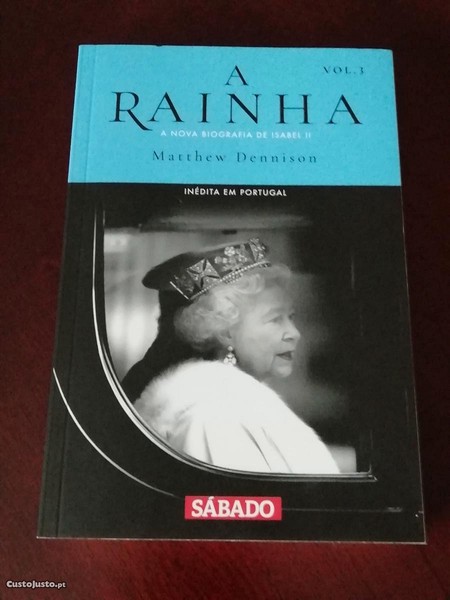 A
VOL. 3
RAINHA
A NOVA BIOGRAFIA DE ISABEL II
Matthew Dennison
INÉDITA EM PORTUGAL
SÁBADO
CustoJusto.pt